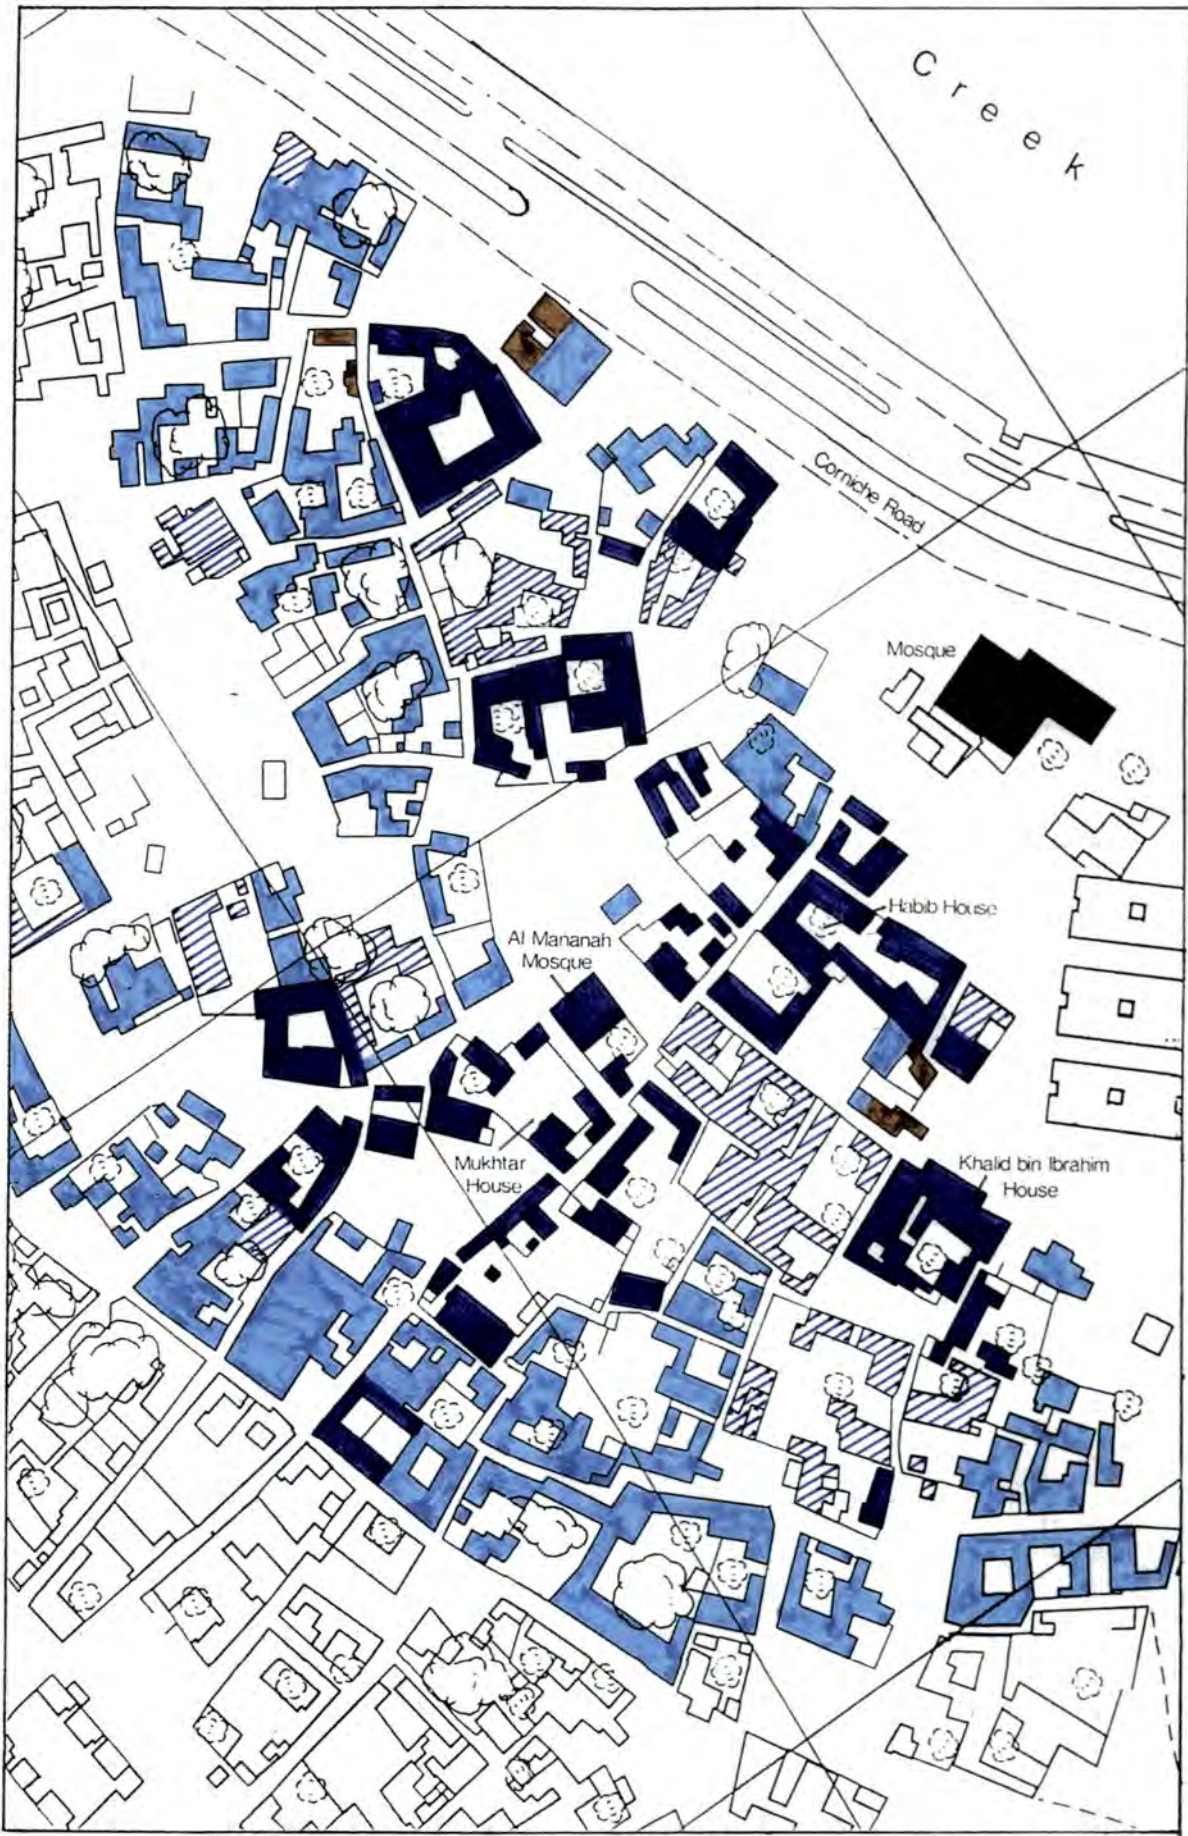 Creek
Corniche Road
Mosque
Habib House
Al Mananah
Mosque
Mukhtar
House
Khalid bin Ibrahim
House